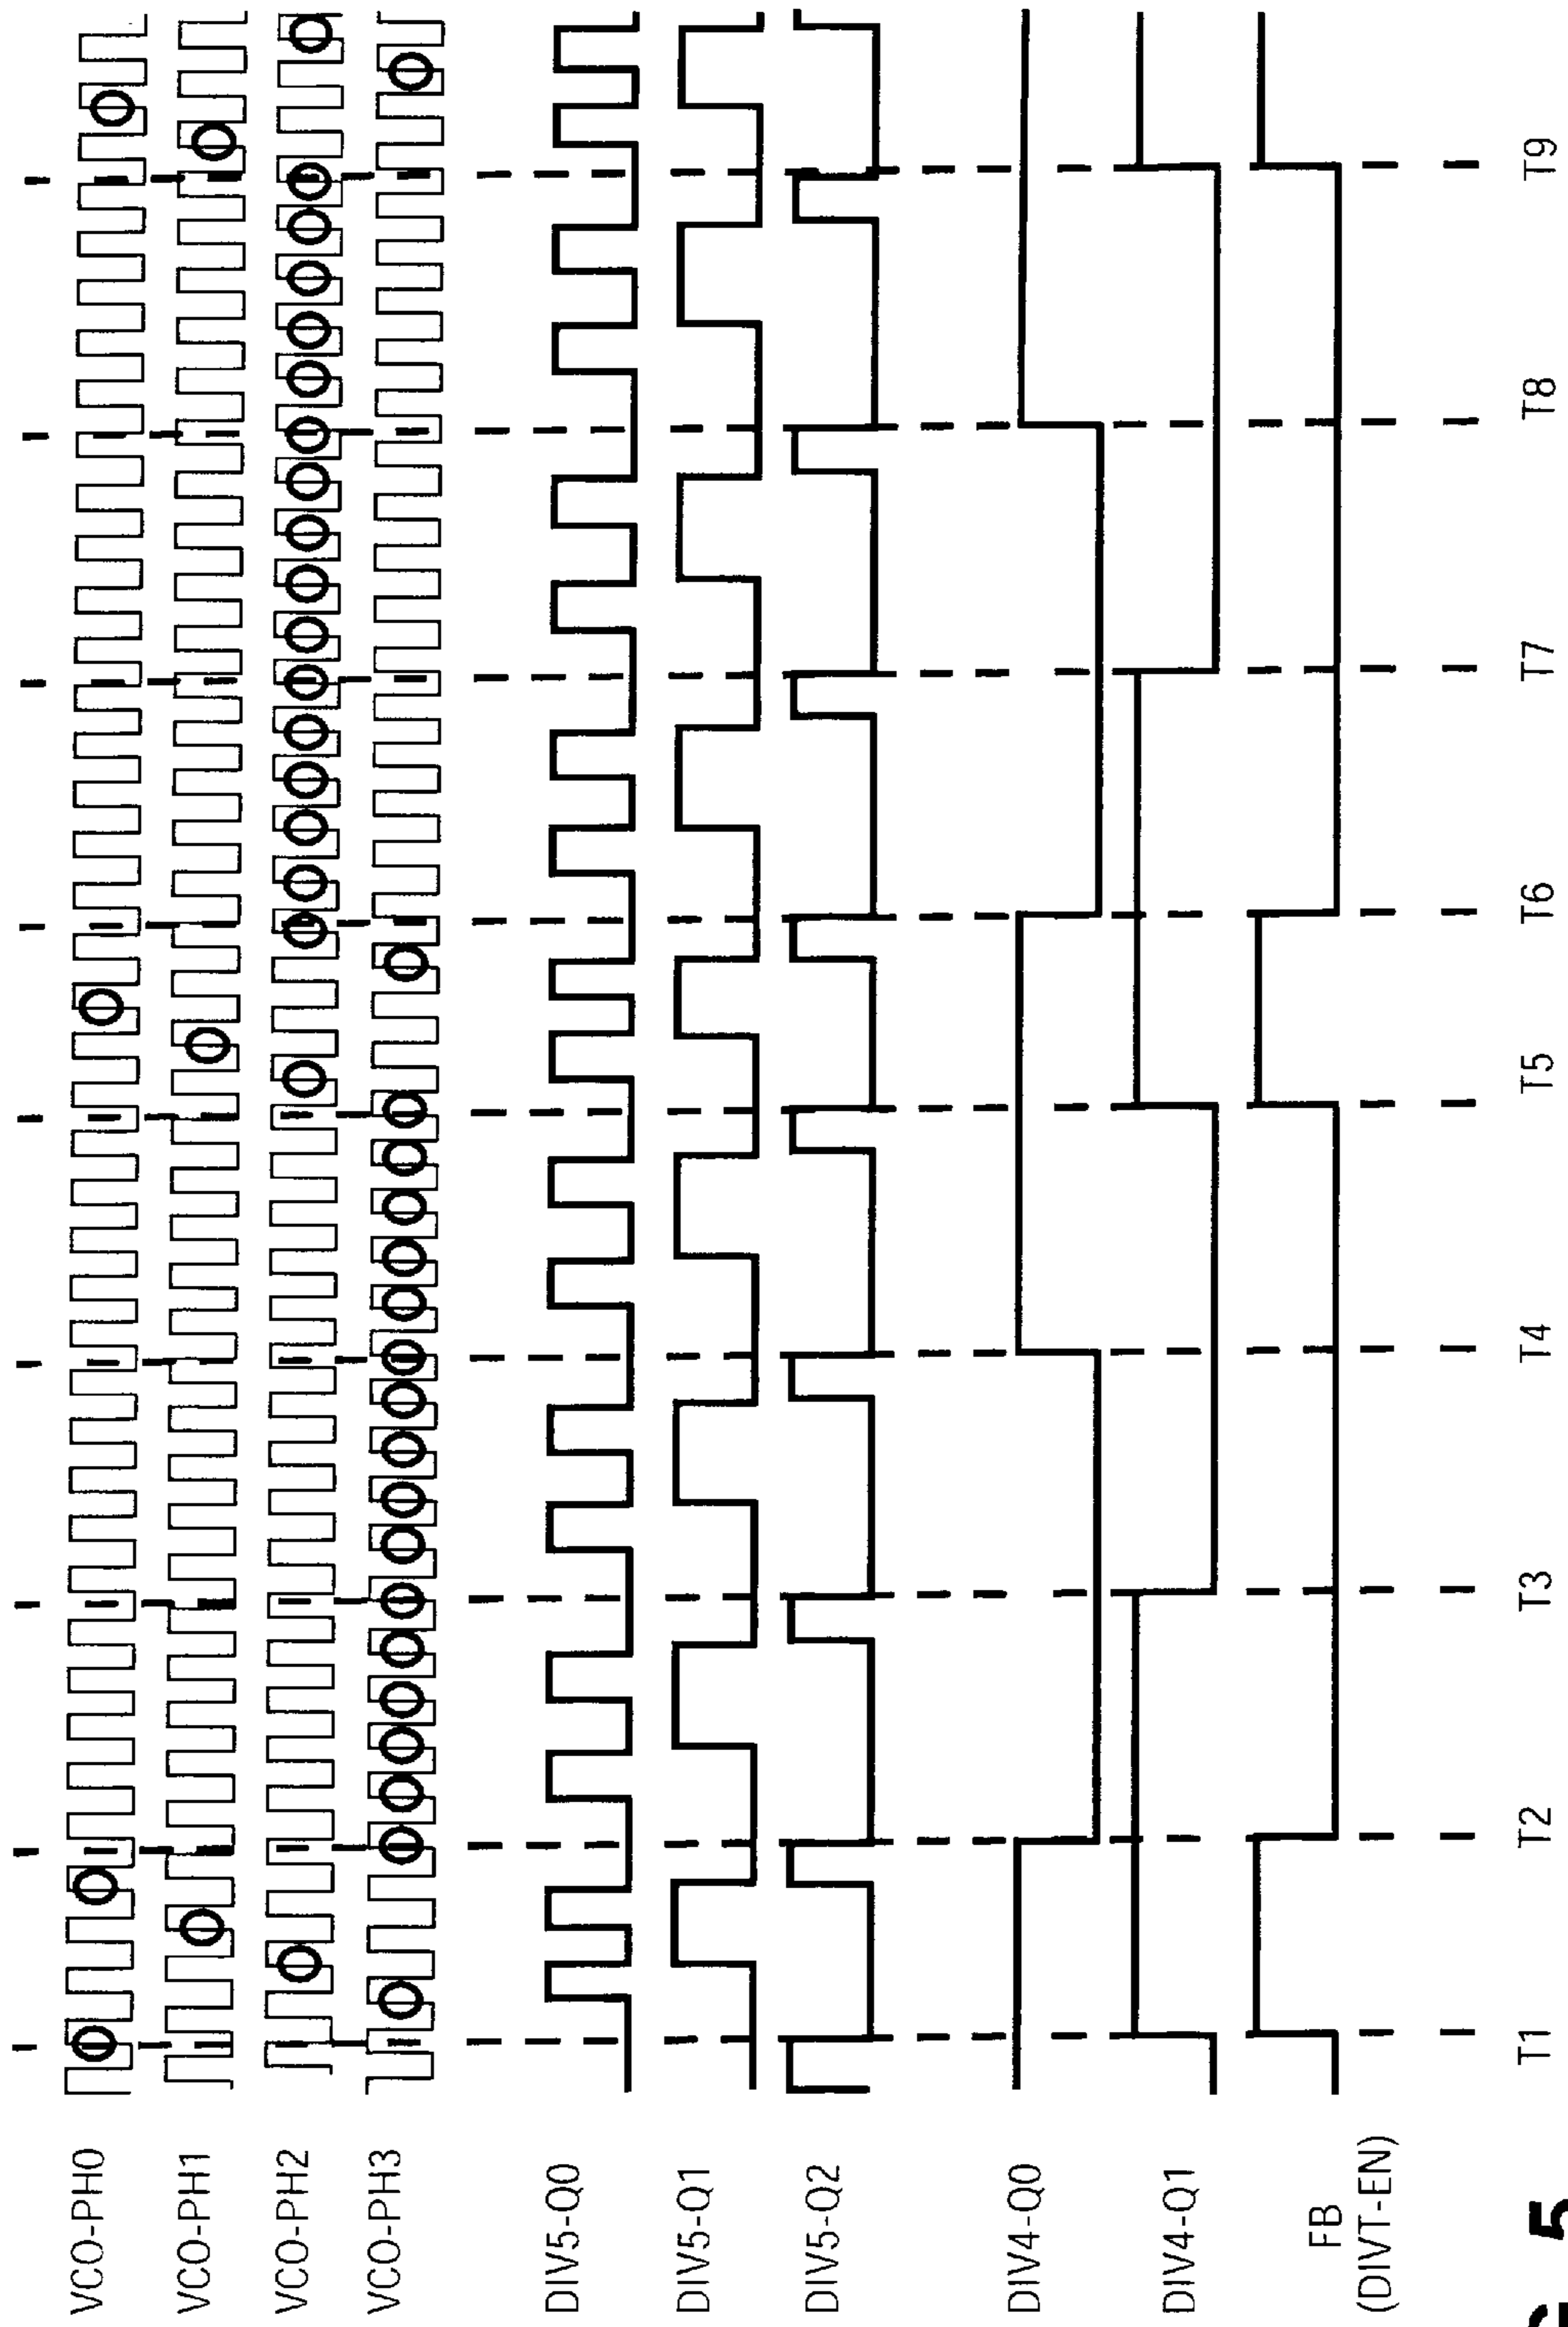 VCO-PH0
VCO-PH1
VCO-PH2
VCO-PH3
DIV5-Q0
DIV5-Q1
DIV5-Q2
DIV4-Q0
DIV4-Q1
FB
(DIVT-EN)
T1 T2 T3 T4 T5 T6 T7 T8 T9
5